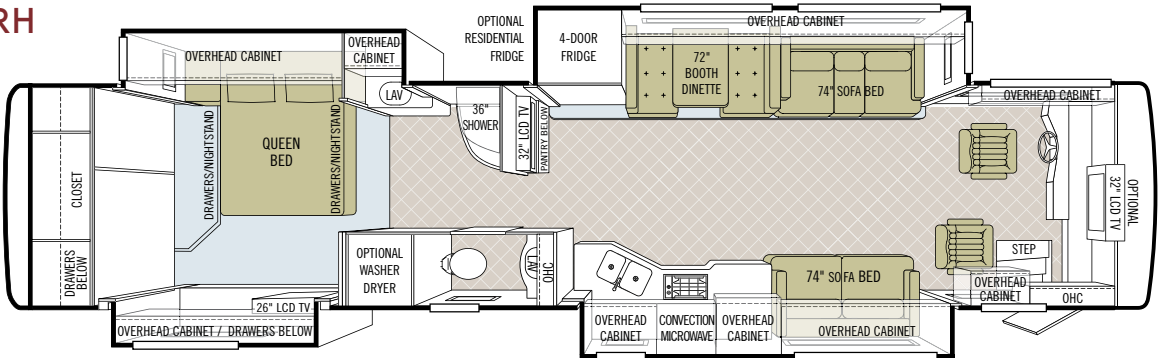 RH
OPTIONAL
RESIDENTIAL
FRIDGE
4-DOOR
FRIDGE
OVERHEAD CABINET
72"
BOOTH
DINETTE
74" SOFA BED
OVERHEAD CABINET
OVERHEAD CABINET
OVERHEAD
CABINET
LAV
36"
SHOWER
32" LCD TV
PANTRY BELOW
CLOSET
DRAWERS
BELOW
DRAWERS/NIGHTSTAND
QUEEN
BED
DRAWERS/NIGHTSTAND
OPTIONAL
32" LCD TV
OPTIONAL
WASHER
DRYER
LAV
OHC
STEP
74" SOFA BED
OVERHEAD
CABINET
OHC
26" LCD TV
OVERHEAD CABINET / DRAWERS BELOW
OVERHEAD
CABINET
CONVECTION
MICROWAVE
OVERHEAD
CABINET
OVERHEAD CABINET